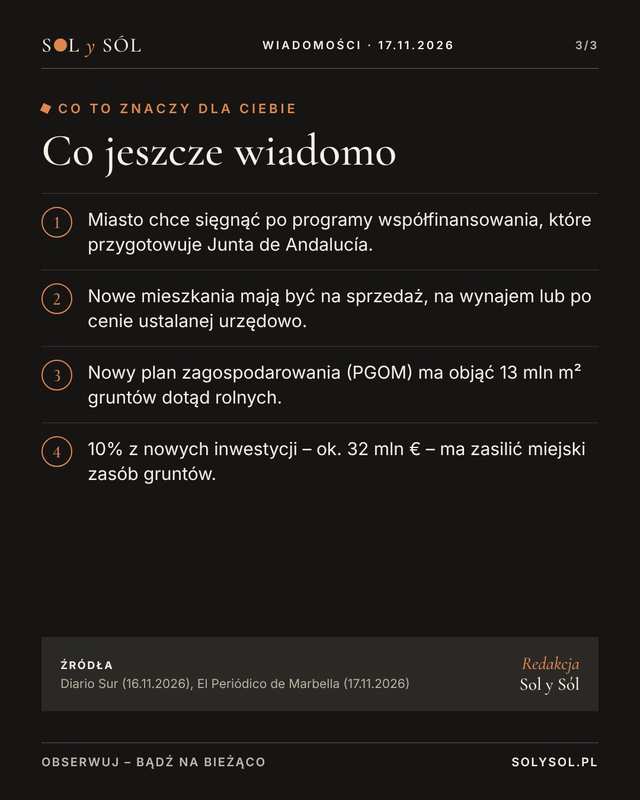 SOL y SÓL
WIADOMOŚCI · 17.11.2026
3/3
CO TO ZNACZY DLA CIEBIE
Co jeszcze wiadomo
1
Miasto chce sięgnąć po programy współfinansowania, które
przygotowuje Junta de Andalucía.
2
Nowe mieszkania mają być na sprzedaż, na wynajem lub po
cenie ustalanej urzędowo.
3
Nowy plan zagospodarowania (PGOM) ma objąć 13 mln m²
gruntów dotąd rolnych.
4
10% z nowych inwestycji – ok. 32 mln € – ma zasilić miejski
zasób gruntów.
ŹRÓDŁA
Diario Sur (16.11.2026), El Periódico de Marbella (17.11.2026)
Redakcja
Sol y Sól
OBSERWUJ – BĄDŹ NA BIEŻĄCO
SOLYSOL.PL